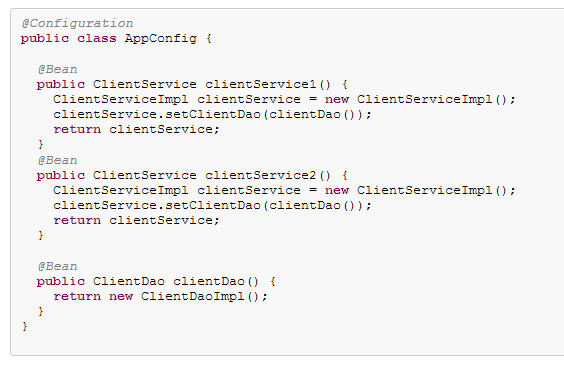 @Configuration
public class AppConfig {
@Bean
public ClientService clientService1() {
ClientServiceImpl clientService = new ClientServiceImpl();
clientService.setClientDao(clientDao());
return clientService;
}
@Bean
public ClientService clientService2() {
ClientServiceImpl clientService = new ClientServiceImpl();
clientService.setClientDao(clientDao());
return clientService;
}
@Bean
public ClientDao clientDao() {
return new ClientDaoImpl();
}
}